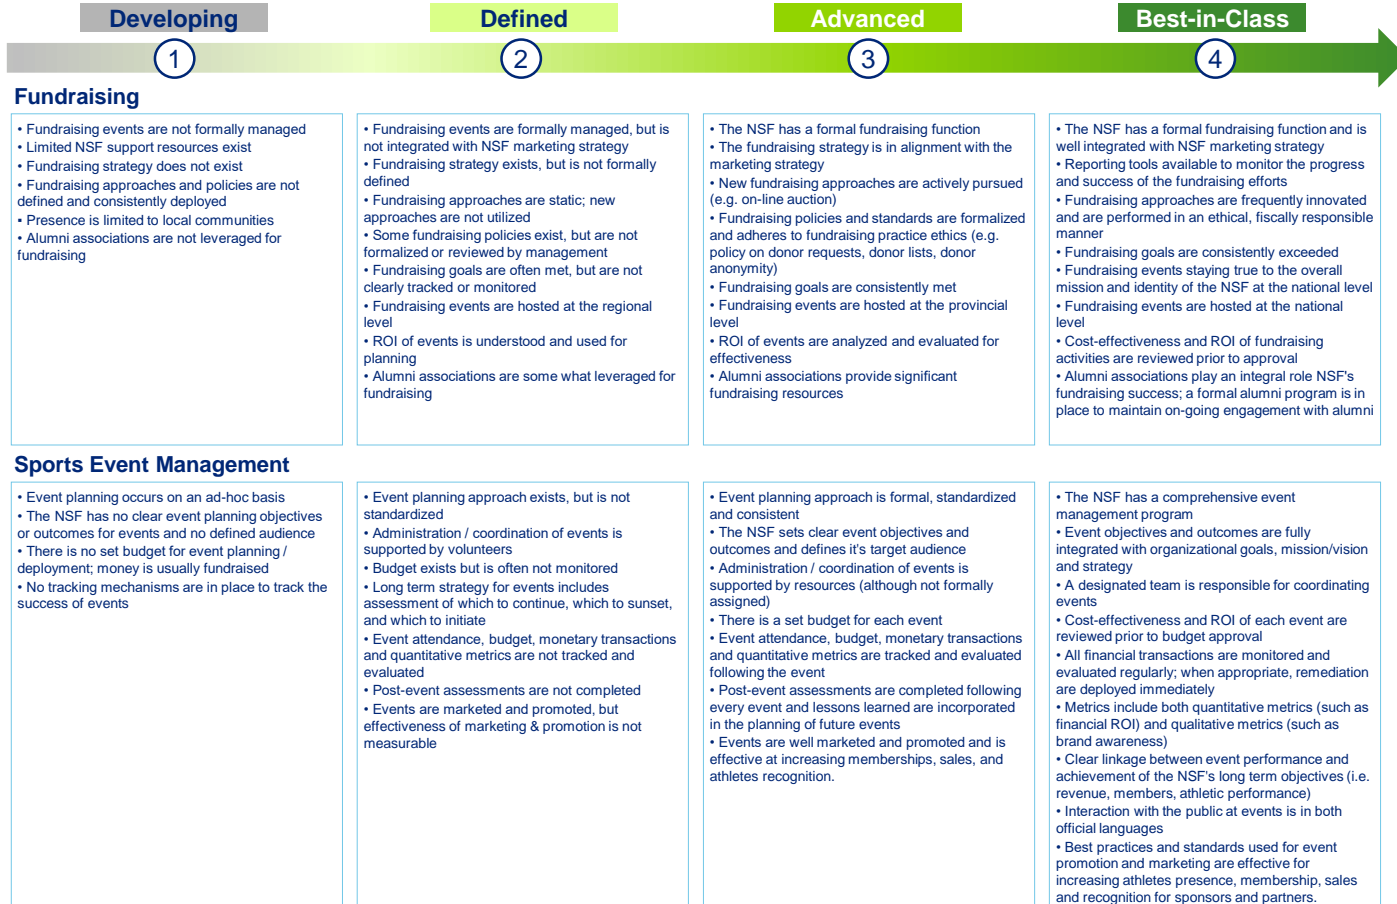 Developing
Defined
Advanced
Best-in-Class
1
2
3
4
Fundraising
• Fundraising events are not formally managed
• Limited NSF support resources exist
• Fundraising strategy does not exist
• Fundraising approaches and policies are not
defined and consistently deployed
• Presence is limited to local communities
• Alumni associations are not leveraged for
fundraising
• Fundraising events are formally managed, but is
not integrated with NSF marketing strategy
• Fundraising strategy exists, but is not formally
defined
• Fundraising approaches are static; new
approaches are not utilized
• Some fundraising policies exist, but are not
formalized or reviewed by management
• Fundraising goals are often met, but are not
clearly tracked or monitored
• Fundraising events are hosted at the regional
level
• ROI of events is understood and used for
planning
• Alumni associations are some what leveraged for
fundraising
• The NSF has a formal fundraising function
• The fundraising strategy is in alignment with the
marketing strategy
• New fundraising approaches are actively pursued
(e.g. on-line auction)
• Fundraising policies and standards are formalized
and adheres to fundraising practice ethics (e.g.
policy on donor requests, donor lists, donor
anonymity)
• Fundraising goals are consistently met
• Fundraising events are hosted at the provincial
level
• ROI of events are analyzed and evaluated for
effectiveness
• Alumni associations provide significant
fundraising resources
• The NSF has a formal fundraising function and is
well integrated with NSF marketing strategy
• Reporting tools available to monitor the progress
and success of the fundraising efforts
• Fundraising approaches are frequently innovated
and are performed in an ethical, fiscally responsible
manner
• Fundraising goals are consistently exceeded
• Fundraising events staying true to the overall
mission and identity of the NSF at the national level
• Fundraising events are hosted at the national
level
• Cost-effectiveness and ROI of fundraising
activities are reviewed prior to approval
• Alumni associations play an integral role NSF's
fundraising success; a formal alumni program is in
place to maintain on-going engagement with alumni
Sports Event Management
• Event planning occurs on an ad-hoc basis
• The NSF has no clear event planning objectives
or outcomes for events and no defined audience
• There is no set budget for event planning /
deployment; money is usually fundraised
• No tracking mechanisms are in place to track the
success of events
• Event planning approach exists, but is not
standardized
• Administration / coordination of events is
supported by volunteers
• Budget exists but is often not monitored
• Long term strategy for events includes
assessment of which to continue, which to sunset,
and which to initiate
• Event attendance, budget, monetary transactions
and quantitative metrics are not tracked and
evaluated
• Post-event assessments are not completed
• Events are marketed and promoted, but
effectiveness of marketing & promotion is not
measurable
• Event planning approach is formal, standardized
and consistent
• The NSF sets clear event objectives and
outcomes and defines it's target audience
• Administration / coordination of events is
supported by resources (although not formally
assigned)
• There is a set budget for each event
• Event attendance, budget, monetary transactions
and quantitative metrics are tracked and evaluated
following the event
• Post-event assessments are completed following
every event and lessons learned are incorporated
in the planning of future events
• Events are well marketed and promoted and is
effective at increasing memberships, sales, and
athletes recognition.
• The NSF has a comprehensive event
management program
• Event objectives and outcomes are fully
integrated with organizational goals, mission/vision
and strategy
• A designated team is responsible for coordinating
events
• Cost-effectiveness and ROI of each event are
reviewed prior to budget approval
• All financial transactions are monitored and
evaluated regularly; when appropriate, remediation
are deployed immediately
• Metrics include both quantitative metrics (such as
financial ROI) and qualitative metrics (such as
brand awareness)
• Clear linkage between event performance and
achievement of the NSF's long term objectives (i.e.
revenue, members, athletic performance)
• Interaction with the public at events is in both
official languages
• Best practices and standards used for event
promotion and marketing are effective for
increasing athletes presence, membership, sales
and recognition for sponsors and partners.